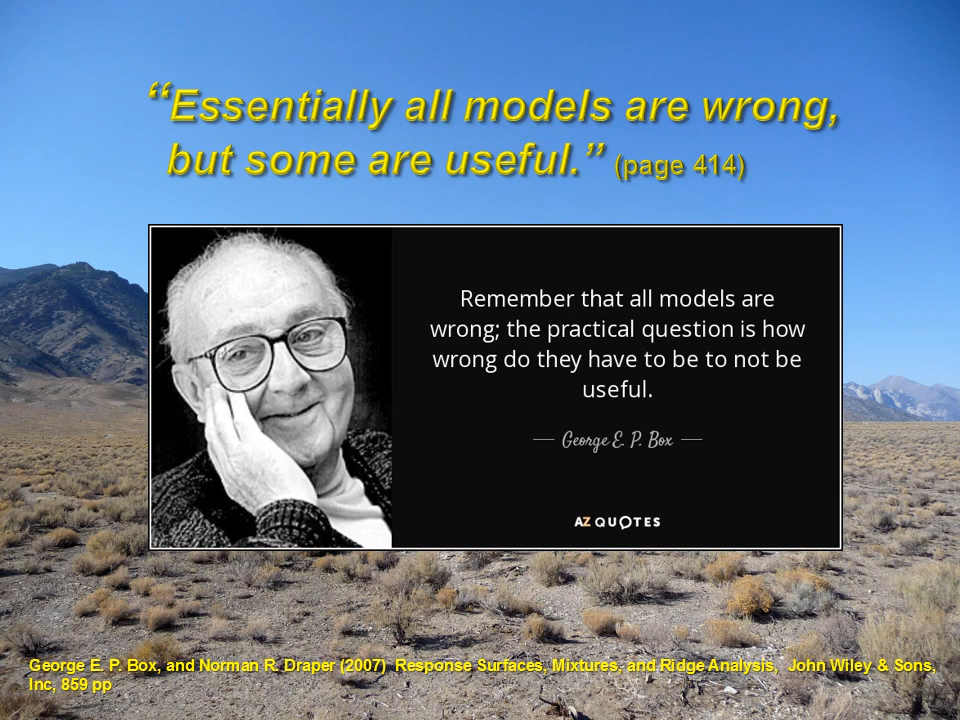 “Essentially all models are wrong,
but some are useful.” (page 414)
Remember that all models are
wrong; the practical question is how
wrong do they have to be to not be
useful.
— George E. P. Box —
AZ QUOTES
George E. P. Box, and Norman R. Draper (2007) Response Surfaces, Mixtures, and Ridge Analysis, John Wiley & Sons,
Inc, 859 pp